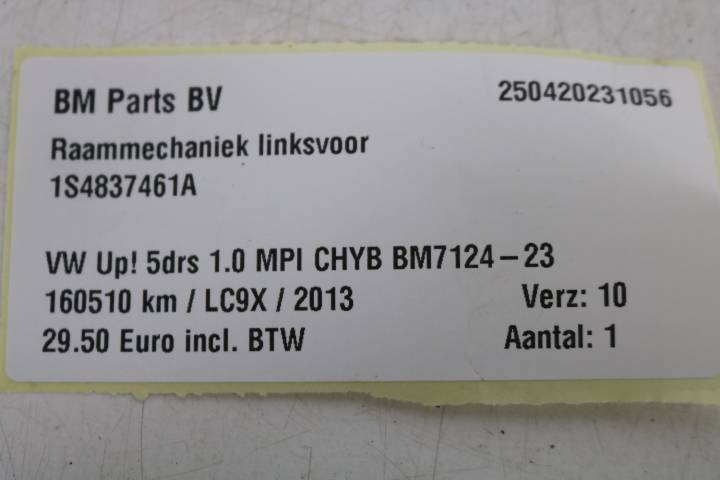 BM Parts BV 250420231056
Raammechaniek linksvoor
1S4837461A
VW Up! 5drs 1.0 MPI CHYB BM7124-23
160510 km / LC9X / 2013 Verz: 10
29.50 Euro incl. BTW Aantal: 1